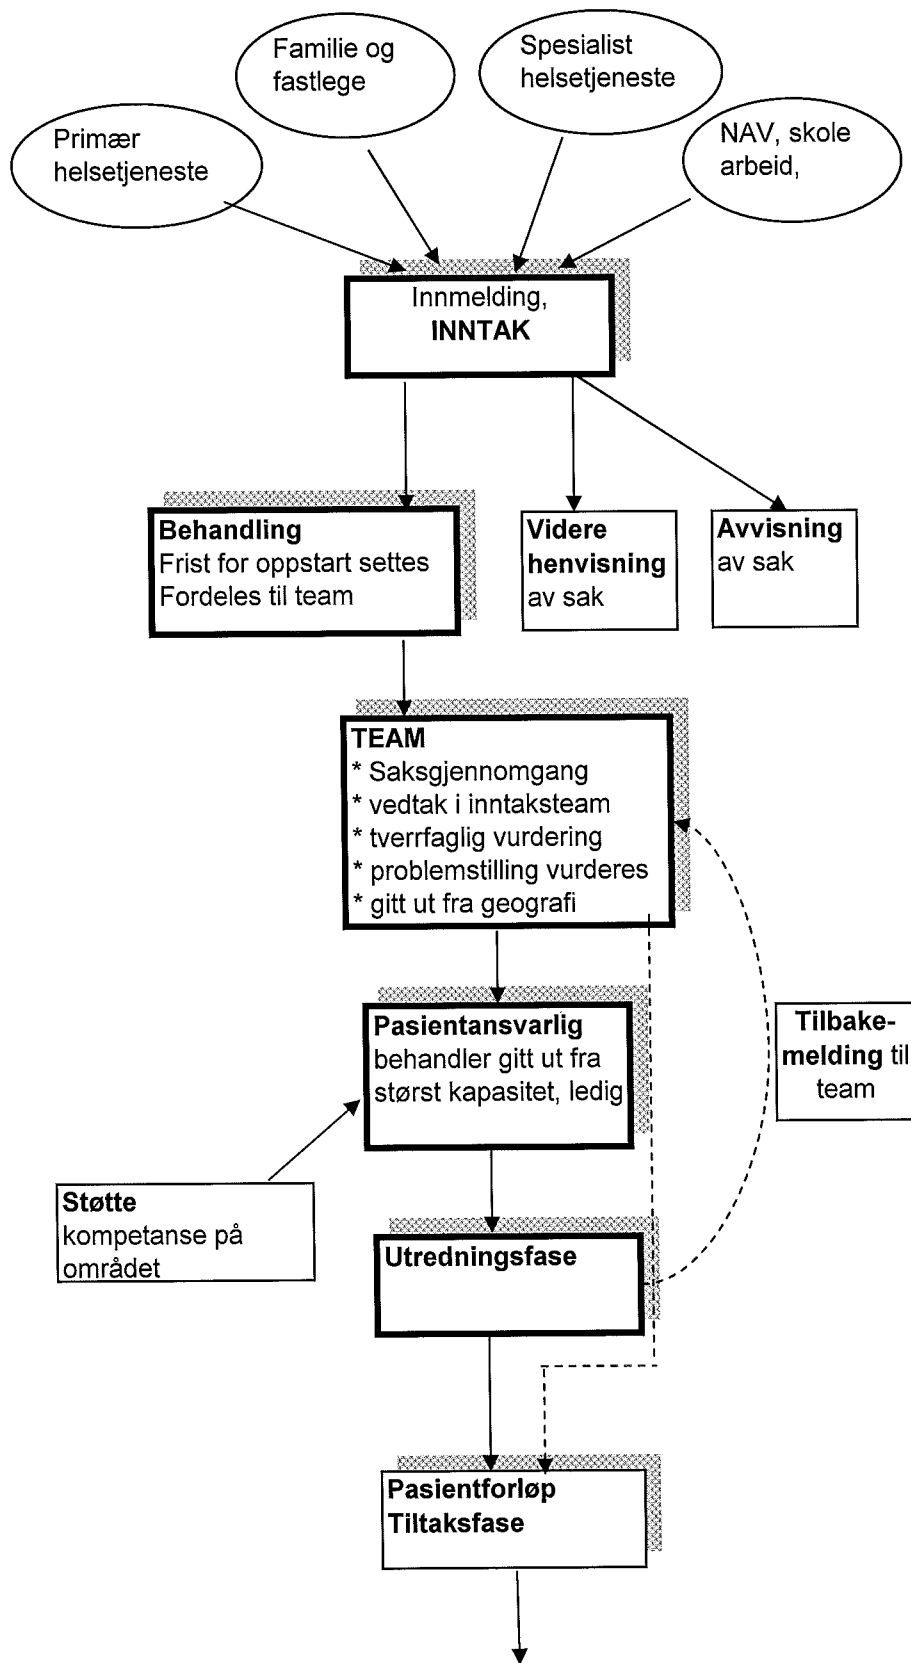 Familie og
fastlege
Spesialist
helsetjeneste
Primær
helsetjeneste
NAV, skole
arbeid,
Innmelding,
INNTAK
Behandling
Frist for oppstart settes
Fordeles til team
Videre
henvisning
av sak
Avvisning
av sak
TEAM
* Saksgjennomgang
* vedtak i inntaksteam
* tverrfaglig vurdering
* problemstilling vurderes
* gitt ut fra geografi
Pasientansvarlig
behandler gitt ut fra
størst kapasitet, ledig
Tilbake-
melding til
team
Støtte
kompetanse på
området
Utredningsfase
Pasientforløp
Tiltaksfase